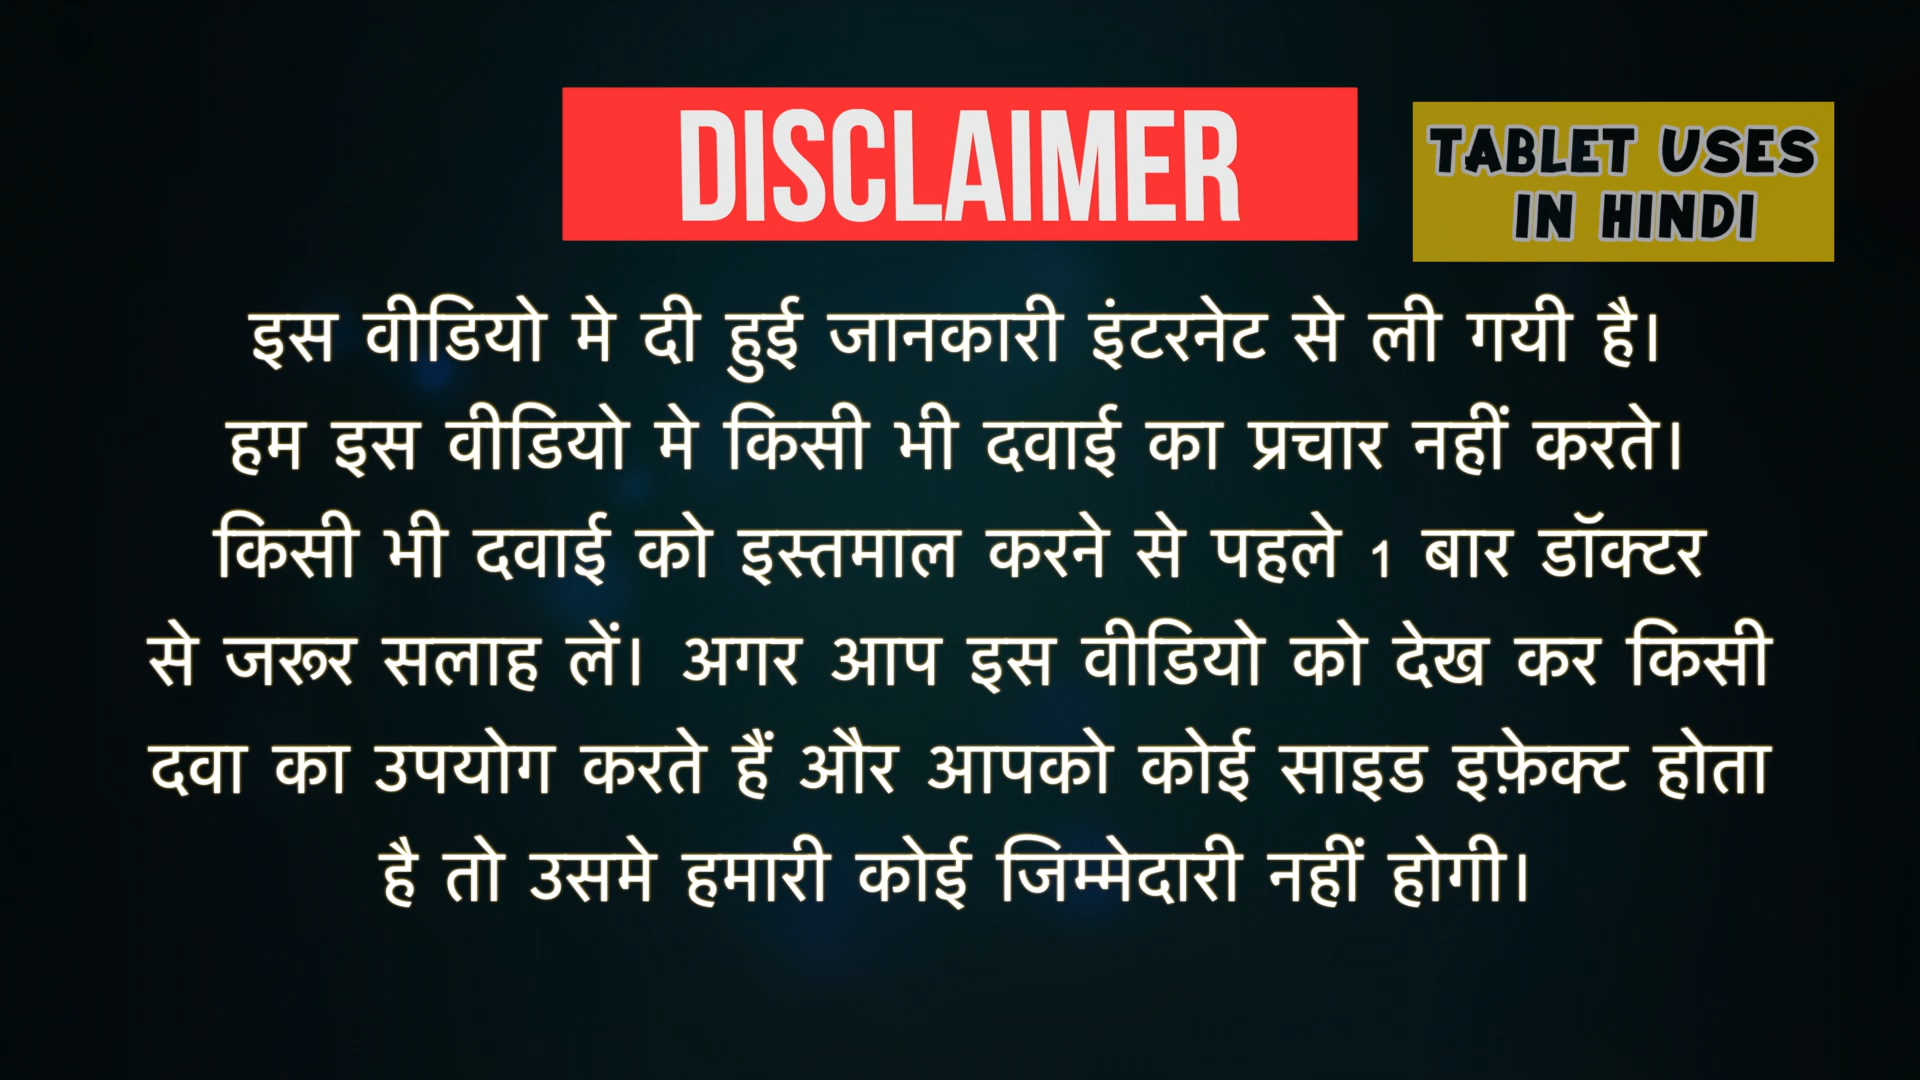 DISCLAIMER
TABLET USES
IN HINDI
इस वीडियो मे दी हुई जानकारी इंटरनेट से ली गयी है।
हम इस वीडियो मे किसी भी दवाई का प्रचार नहीं करते।
किसी भी दवाई को इस्तमाल करने से पहले 1 बार डॉक्टर
से जरूर सलाह लें। अगर आप इस वीडियो को देख कर किसी
दवा का उपयोग करते हैं और आपको कोई साइड इफ़ेक्ट होता
है तो उसमे हमारी कोई जिम्मेदारी नहीं होगी।